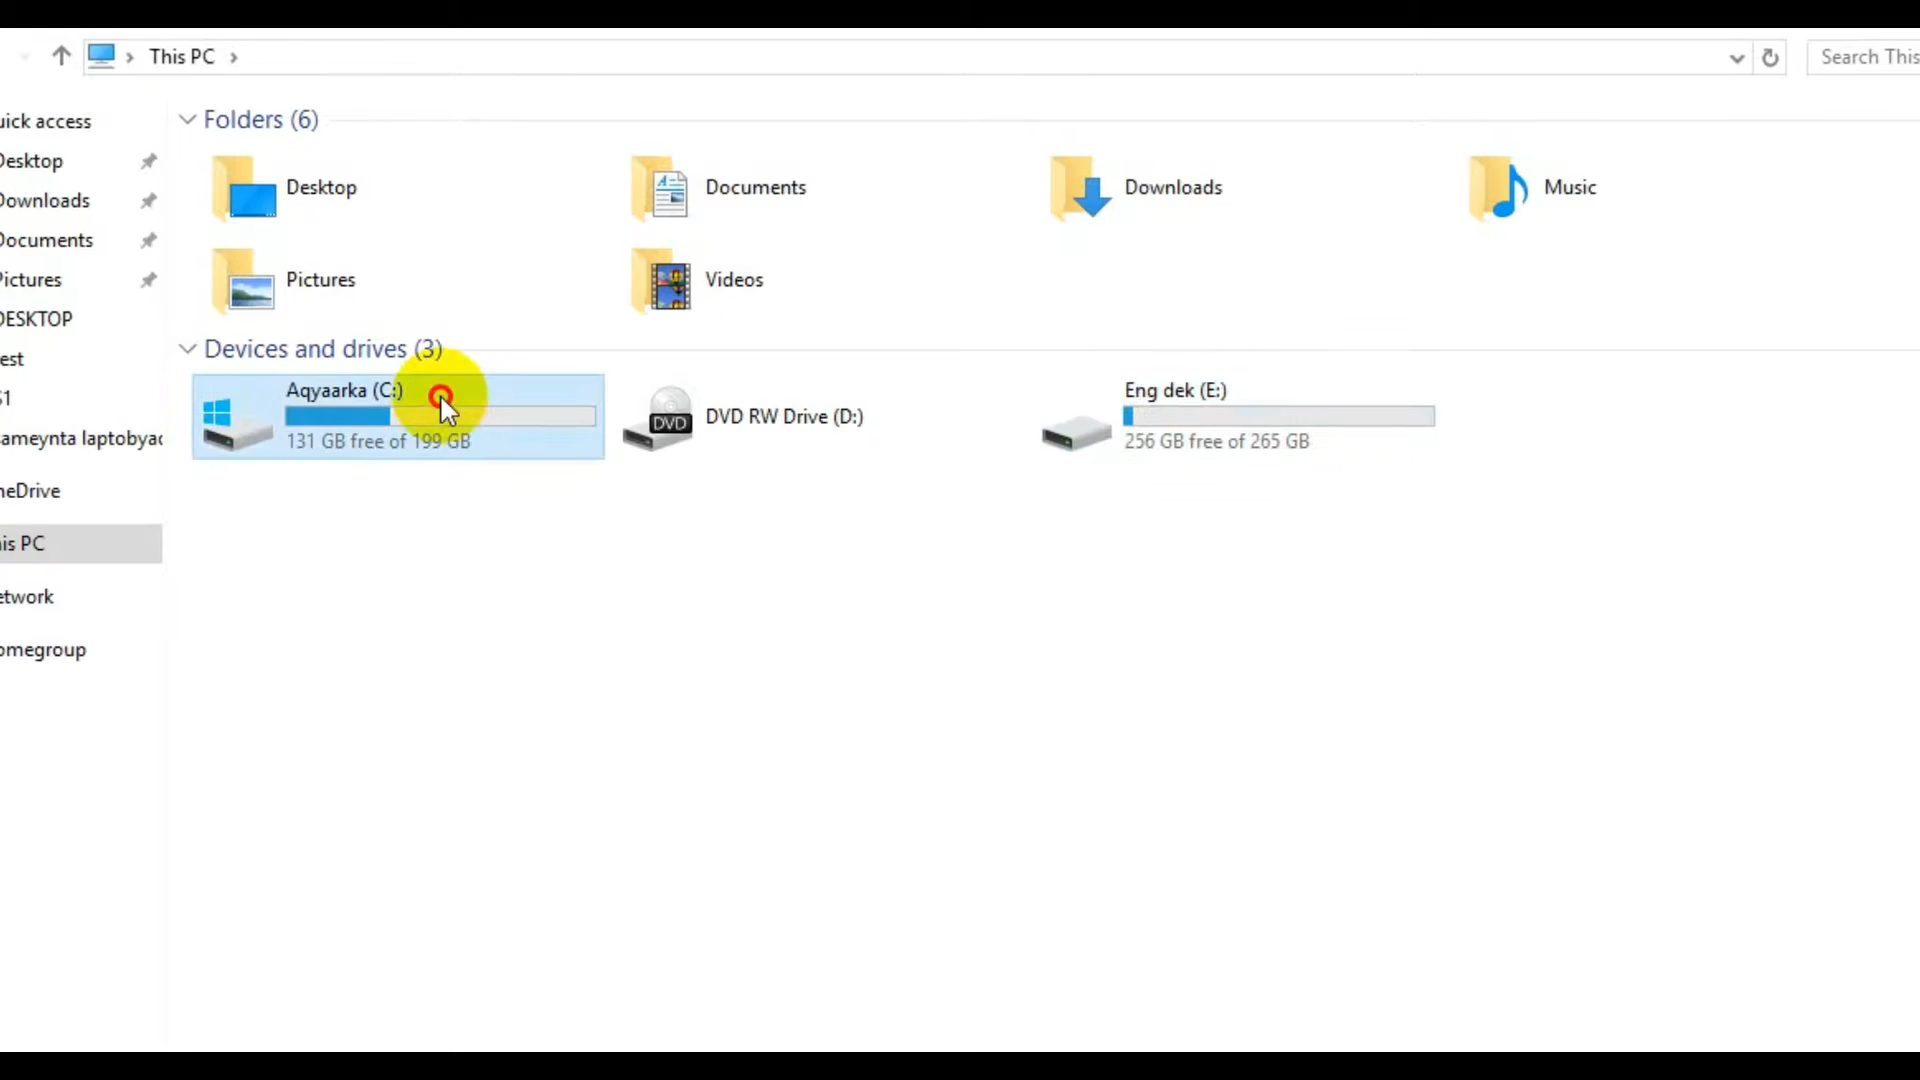 This PC
Search This
uick access
Desktop
Downloads
Documents
Pictures
DESKTOP
est
ameynta laptobyad
neDrive
is PC
etwork
omegroup
Folders (6)
Desktop
Documents
Downloads
Music
Pictures
Videos
Devices and drives (3)
Aqyaarka (C:)
131 GB free of 199 GB
DVD
DVD RW Drive (D:)
Eng dek (E:)
256 GB free of 265 GB